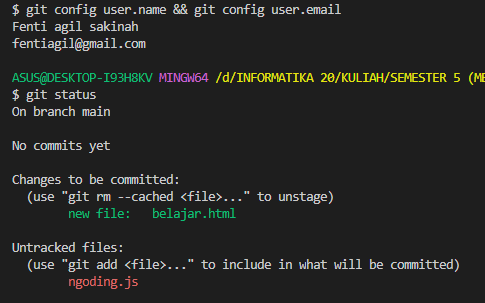 $ git config user.name && git config user.email
Fenti agil sakinah
fentiagil@gmail.com
ASUS@DESKTOP-I93H8KV MINGW64 /d/INFORMATIKA 20/KULIAH/SEMESTER 5 (ME
$ git status
On branch main
No commits yet
Changes to be committed:
(use "git rm --cached <file>..." to unstage)
new file: belajar.html
Untracked files:
(use "git add <file>..." to include in what will be committed)
ngoding.js